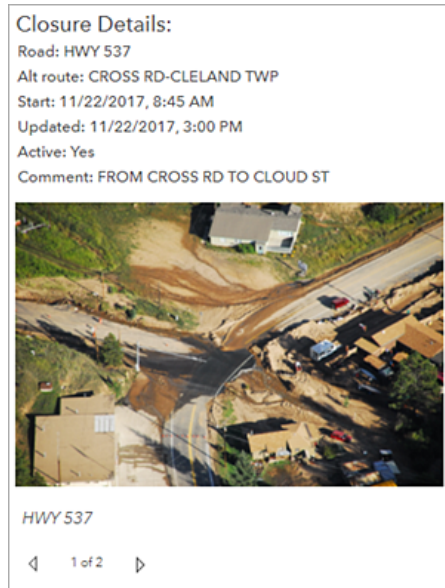 Closure Details:
Road: HWY 537
Alt route: CROSS RD-CLELAND TWP
Start: 11/22/2017, 8:45 AM
Updated: 11/22/2017, 3:00 PM
Active: Yes
Comment: FROM CROSS RD TO CLOUD ST
HWY 537
1 of 2